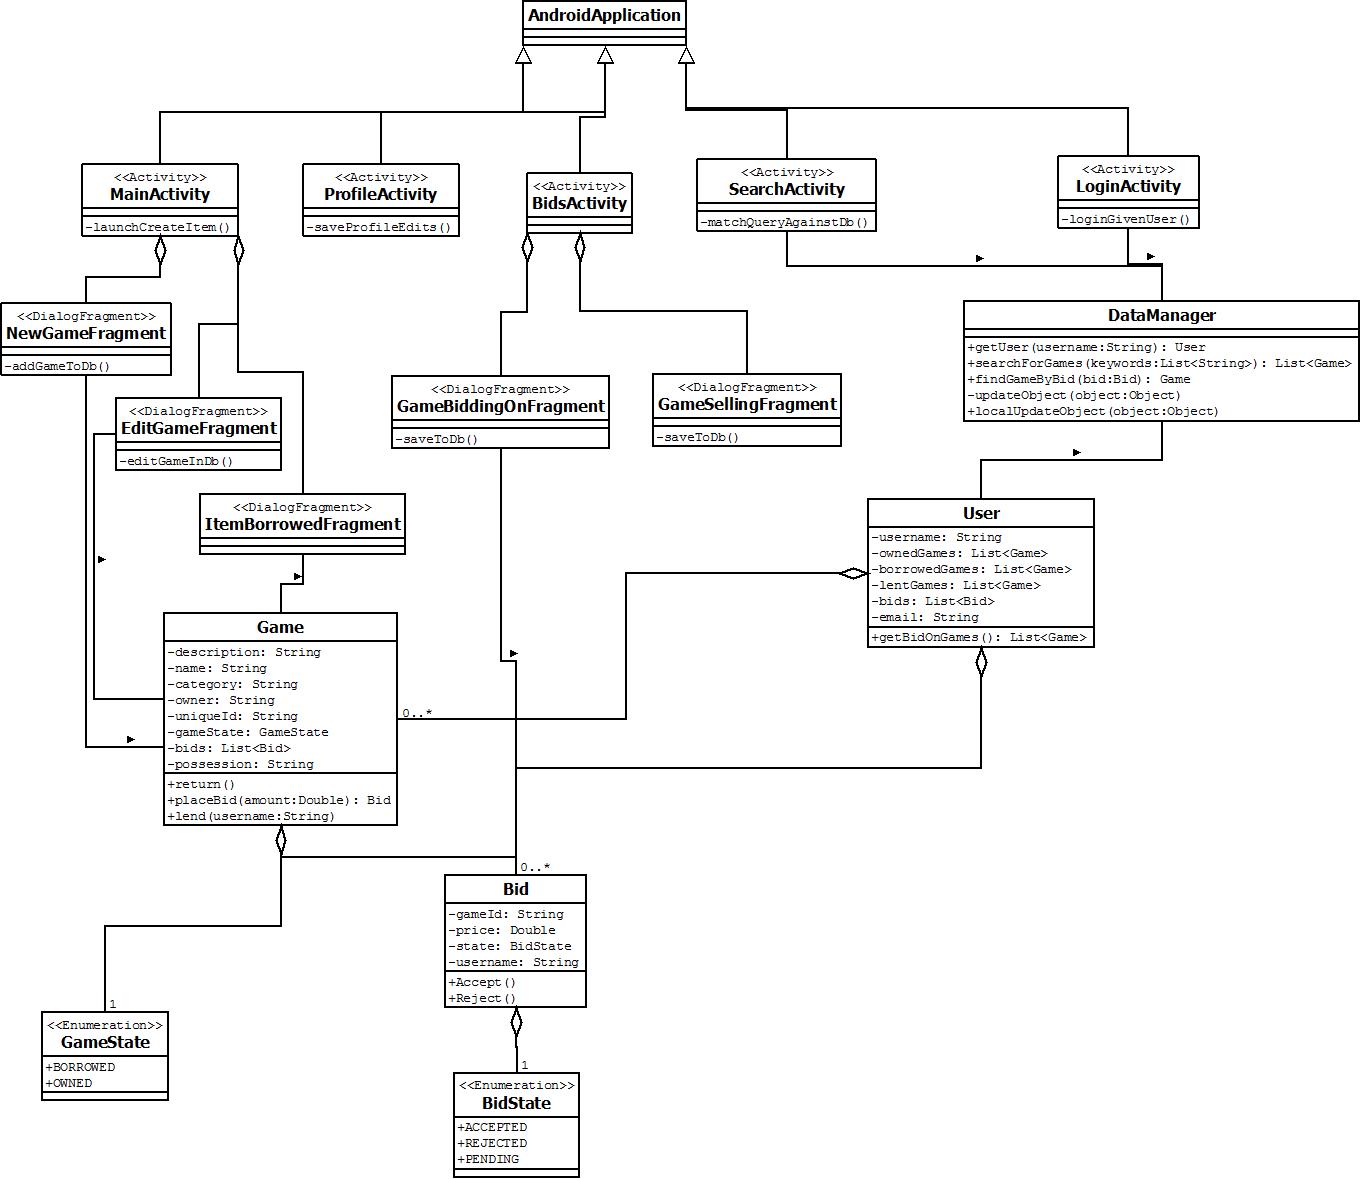 AndroidApplication
<<Activity>>
MainActivity
-launchCreateItem()
<<Activity>>
ProfileActivity
-saveProfileEdits()
<<Activity>>
BidsActivity
<<Activity>>
SearchActivity
-matchQueryAgainstDb()
<<Activity>>
LoginActivity
-loginGivenUser()
<<DialogFragment>>
NewGameFragment
-addGameToDb()
<<DialogFragment>>
EditGameFragment
-editGameInDb()
<<DialogFragment>>
GameBiddingOnFragment
-saveToDb()
<<DialogFragment>>
GameSellingFragment
-saveToDb()
DataManager
+getUser(username:String): User
+searchForGames(keywords:List<String>): List<Game>
+findGameByBid(bid:Bid): Game
-updateObject(object:Object)
+localUpdateObject(object:Object)
<<DialogFragment>>
ItemBorrowedFragment
User
-username: String
-ownedGames: List<Game>
-borrowedGames: List<Game>
-lentGames: List<Game>
-bids: List<Bid>
-email: String
+getBidOnGames(): List<Game>
Game
-description: String
-name: String
-category: String
-owner: String
-uniqueId: String
-gameState: GameState
-bids: List<Bid>
-possession: String
+return()
+placeBid(amount:Double): Bid
+lend(username:String)
0..*
0..*
Bid
-gameId: String
-price: Double
-state: BidState
-username: String
+Accept()
+Reject()
1
<<Enumeration>>
GameState
+BORROWED
+OWNED
1
<<Enumeration>>
BidState
+ACCEPTED
+REJECTED
+PENDING